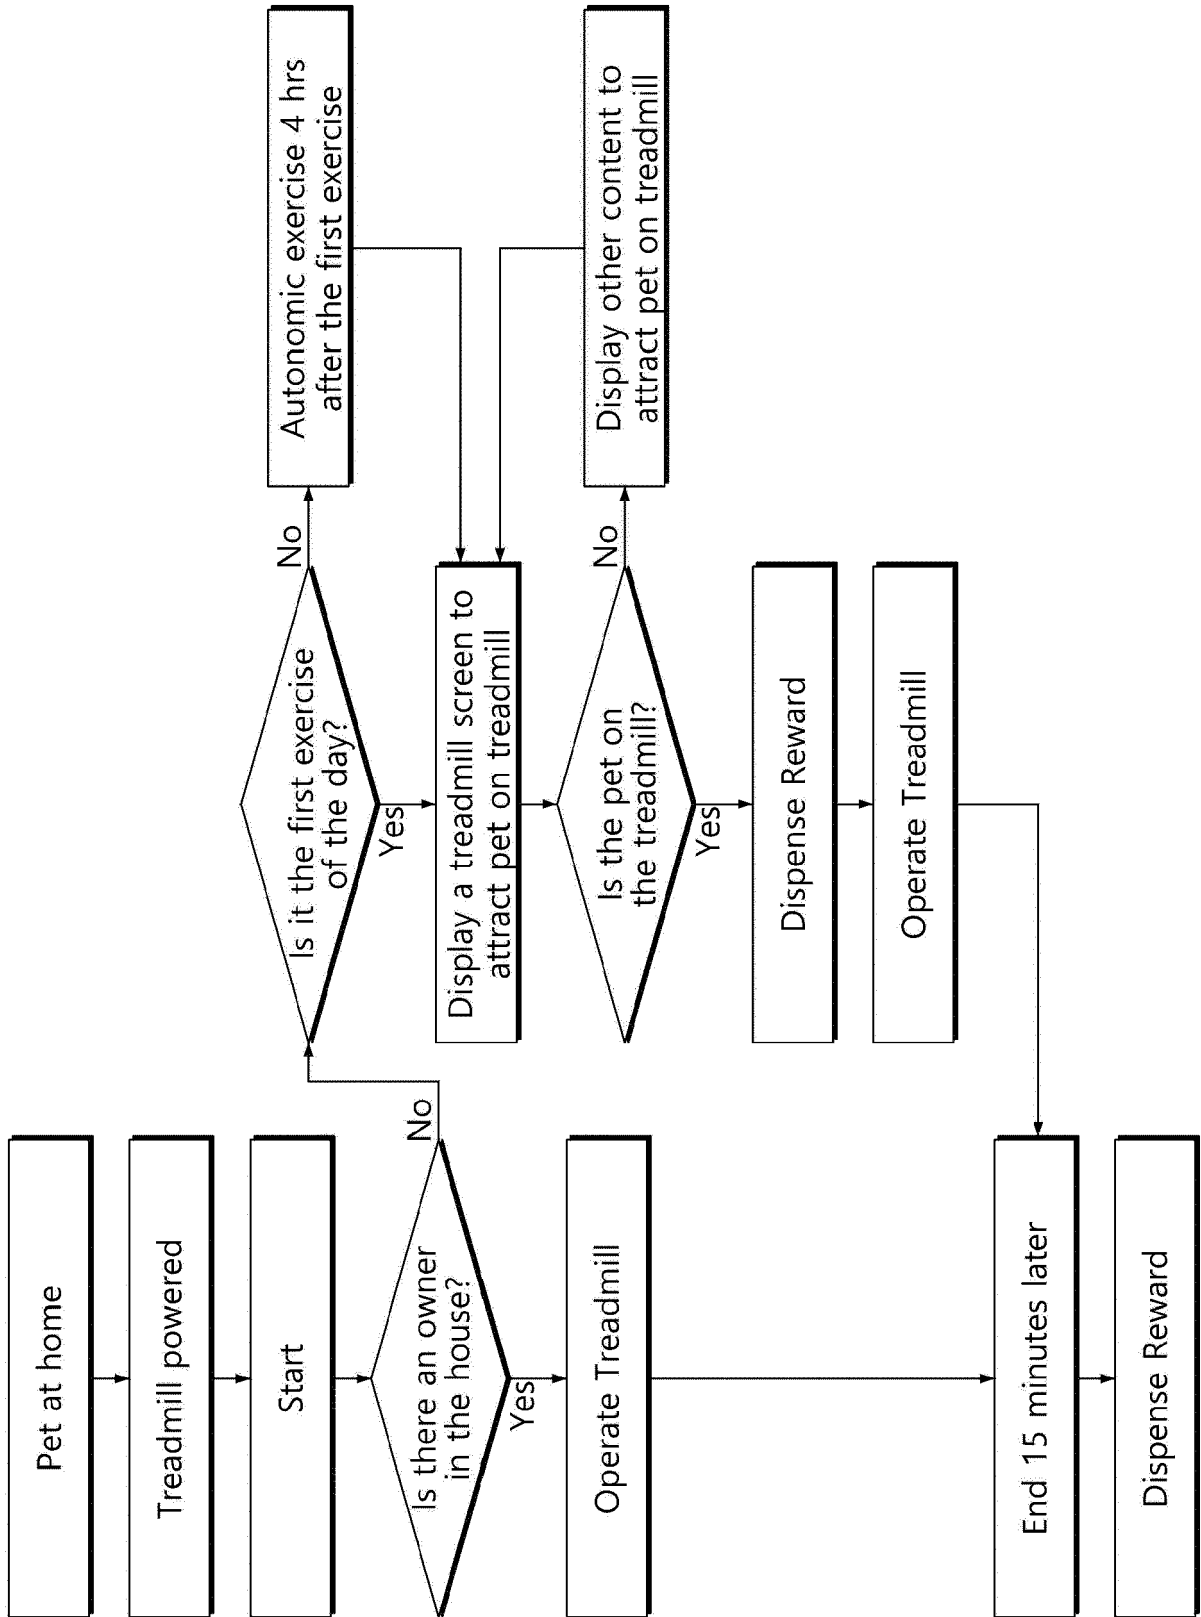 Pet at home
Treadmill powered
Start
Is there an owner
in the house?
No
Yes
Operate Treadmill
Is it the first exercise
of the day?
No
Yes
Autonomic exercise 4 hrs
after the first exercise
Display a treadmill screen to
attract pet on treadmill
Is the pet on
the treadmill?
No
Yes
Display other content to
attract pet on treadmill
Dispense Reward
Operate Treadmill
End 15 minutes later
Dispense Reward